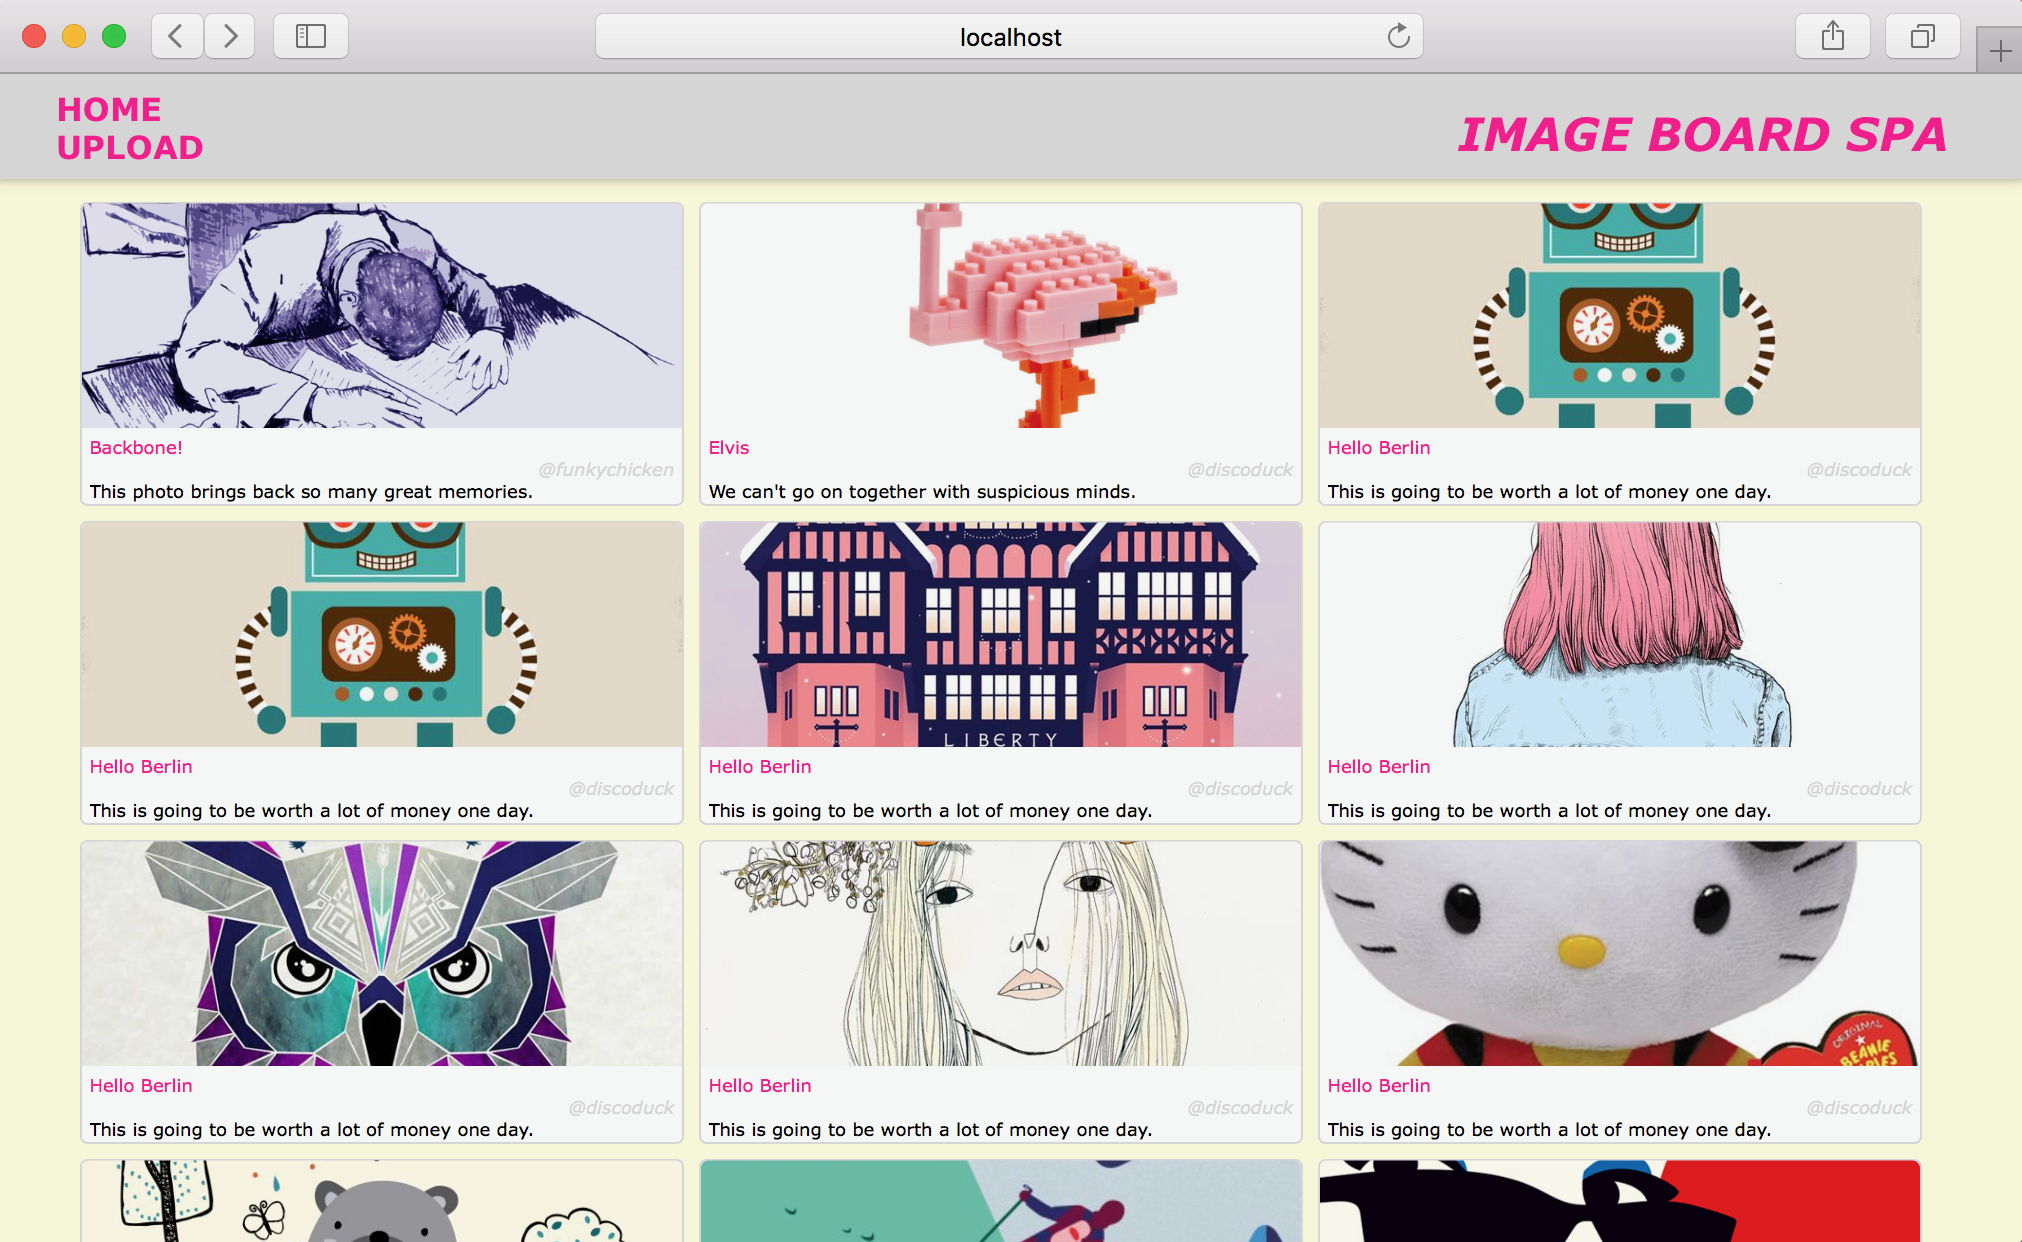 localhost
HOME
UPLOAD
IMAGE BOARD SPA
Backbone!
@funkychicken
This photo brings back so many great memories.
Elvis
@discoduck
We can't go on together with suspicious minds.
Hello Berlin
@discoduck
This is going to be worth a lot of money one day.
Hello Berlin
@discoduck
This is going to be worth a lot of money one day.
LIBERTY
Hello Berlin
@discoduck
This is going to be worth a lot of money one day.
Hello Berlin
@discoduck
This is going to be worth a lot of money one day.
Hello Berlin
@discoduck
This is going to be worth a lot of money one day.
Hello Berlin
@discoduck
This is going to be worth a lot of money one day.
ORIGINAL
BEANIE
Hello Berlin
@discoduck
This is going to be worth a lot of money one day.